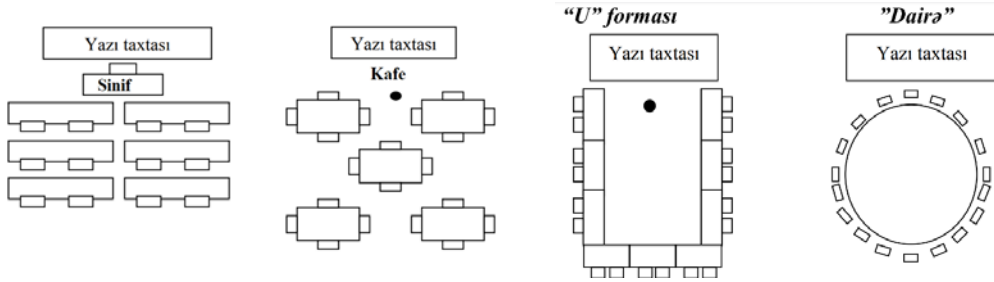 Yazı taxtası
Sinif
Yazı taxtası
Kafe
“U” forması
Yazı taxtası
”Dairə”
Yazı taxtası